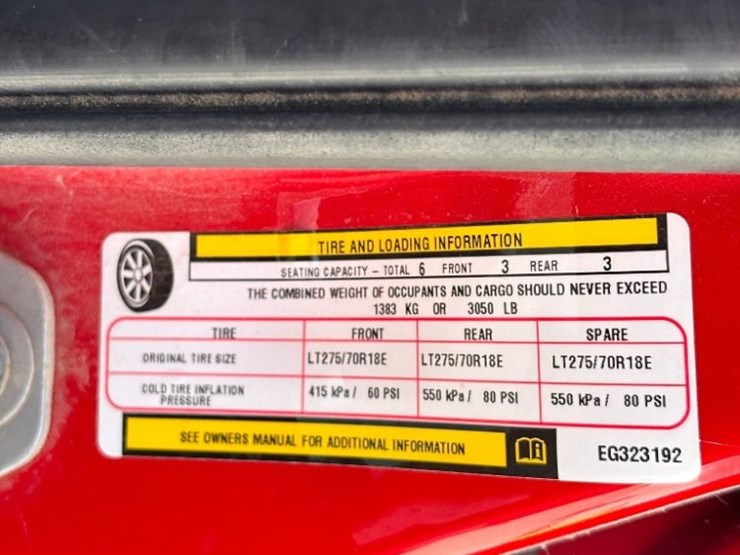 TIRE AND LOADING INFORMATION
SEATING CAPACITY - TOTAL 6 FRONT 3 REAR 3
THE COMBINED WEIGHT OF OCCUPANTS AND CARGO SHOULD NEVER EXCEED
1383 KG OR 3050 LB
TIRE FRONT REAR SPARE
ORIGINAL TIRE SIZE LT275/70R18E LT275/70R18E LT275/70R18E
COLD TIRE INFLATION
PRESSURE 415 kPa / 60 PSI 550 kPa / 80 PSI 550 kPa / 80 PSI
SEE OWNERS MANUAL FOR ADDITIONAL INFORMATION
EG323192